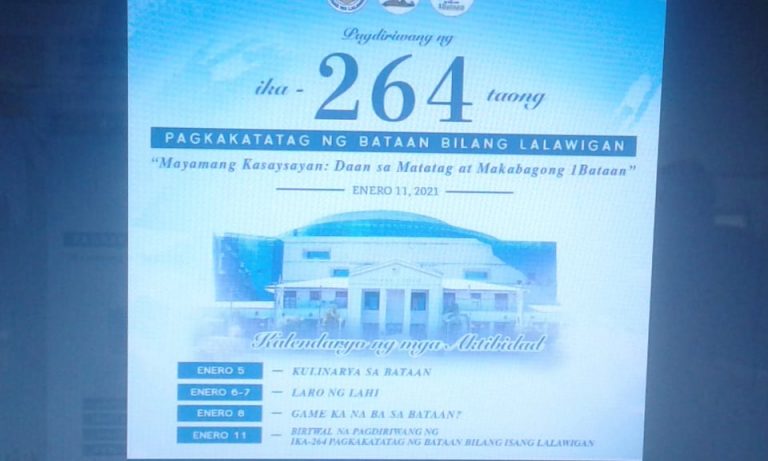 Pagdiriwang ng
ika - 264 taong
PAGKAKATATAG NG BATAAN BILANG LALAWIGAN
"Mayamang Kasaysayan: Daan sa Matatag at Makabagong 1Bataan"
ENERO 11, 2021
Kalendaryo ng mga Aktibidad
ENERO 5 — KULINARYA SA BATAAN
ENERO 6-7 — LARO NG LAHI
ENERO 8 — GAME KA NA BA SA BATAAN?
ENERO 11 — BIRTWAL NA PAGDIRIWANG NG
IKA-264 PAGKAKATATAG NG BATAAN BILANG ISANG LALAWIGAN